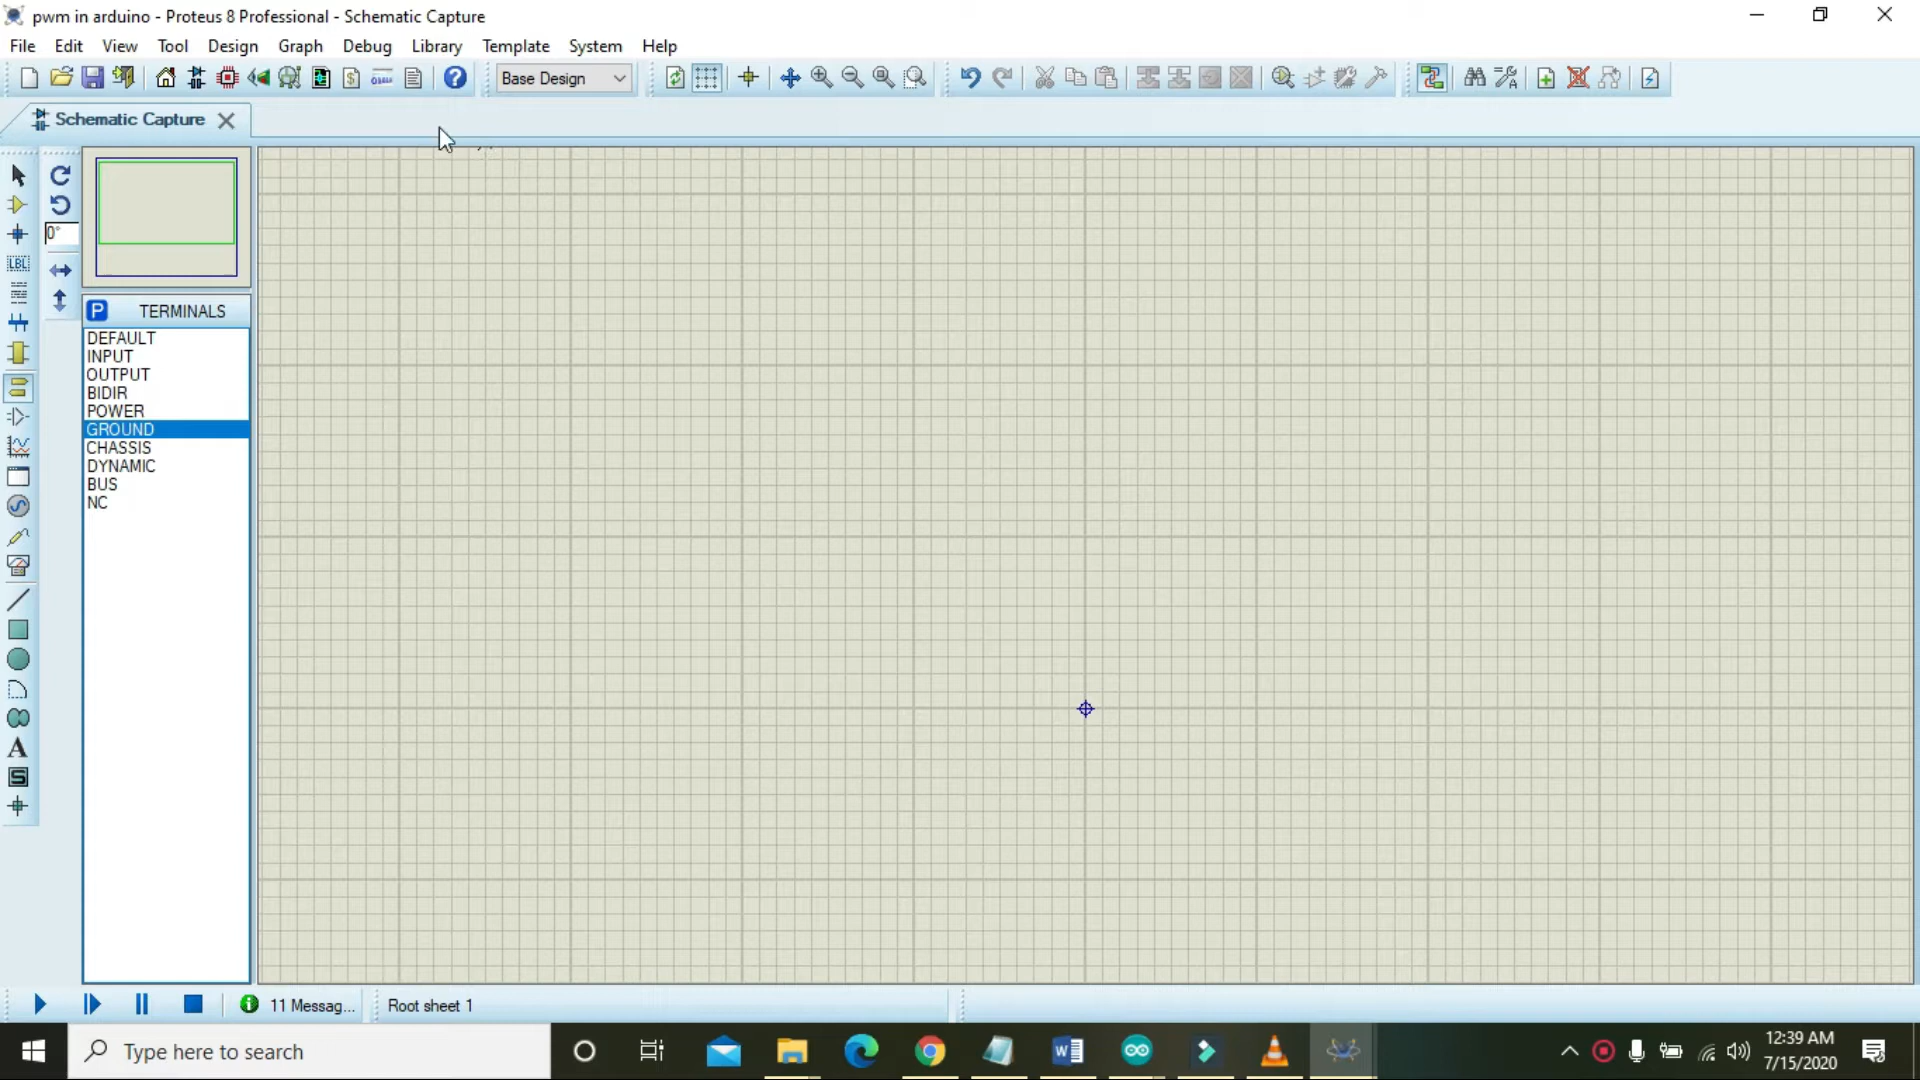 pwm in arduino - Proteus 8 Professional - Schematic Capture
File Edit View Tool Design Graph Debug Library Template System Help
Base Design
Schematic Capture
0°
LBL
P TERMINALS
DEFAULT
INPUT
OUTPUT
BIDIR
POWER
GROUND
CHASSIS
DYNAMIC
BUS
NC
A
S
11 Messag... Root sheet 1
Type here to search
12:39 AM
7/15/2020